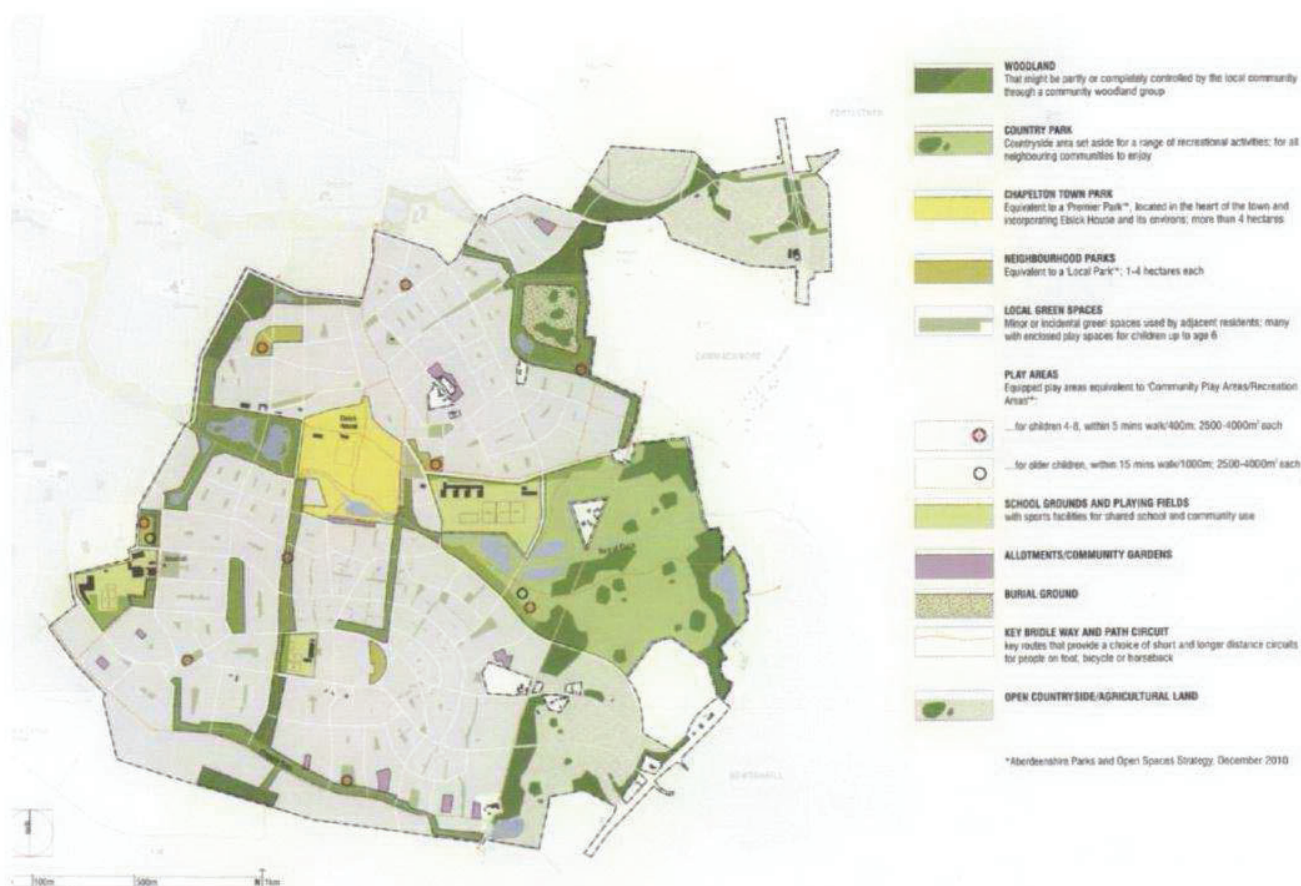 WOODLAND
That might be partly or completely controlled by the local community
through a community woodland group
COUNTRY PARK
Countryside area set aside for a range of recreational activities; for all
neighbouring communities to enjoy
CHAPELTON TOWN PARK
Equivalent to a 'Premier Park'*, located in the heart of the town and
incorporating Elsick House and its environs; more than 4 hectares
NEIGHBOURHOOD PARKS
Equivalent to a 'Local Park'*; 1-4 hectares each
LOCAL GREEN SPACES
Minor or incidental green spaces used by adjacent residents; many
with enclosed play spaces for children up to age 6
PLAY AREAS
Equipped play areas equivalent to 'Community Play Areas/Recreation
Areas'*:
...for children 4-8, within 5 mins walk/400m; 2500-4000m² each
...for older children, within 15 mins walk/1000m; 2500-4000m² each
SCHOOL GROUNDS AND PLAYING FIELDS
with sports facilities for shared school and community use
ALLOTMENTS/COMMUNITY GARDENS
BURIAL GROUND
KEY BRIDLE WAY AND PATH CIRCUIT
key routes that provide a choice of short and longer distance circuits
for people on foot, bicycle or horseback
OPEN COUNTRYSIDE/AGRICULTURAL LAND
*Aberdeenshire Parks and Open Spaces Strategy, December 2010
PORTLETHEN
CAMMACHMORE
Elsick
House
NEWTONHILL
100m
500m
N
1km